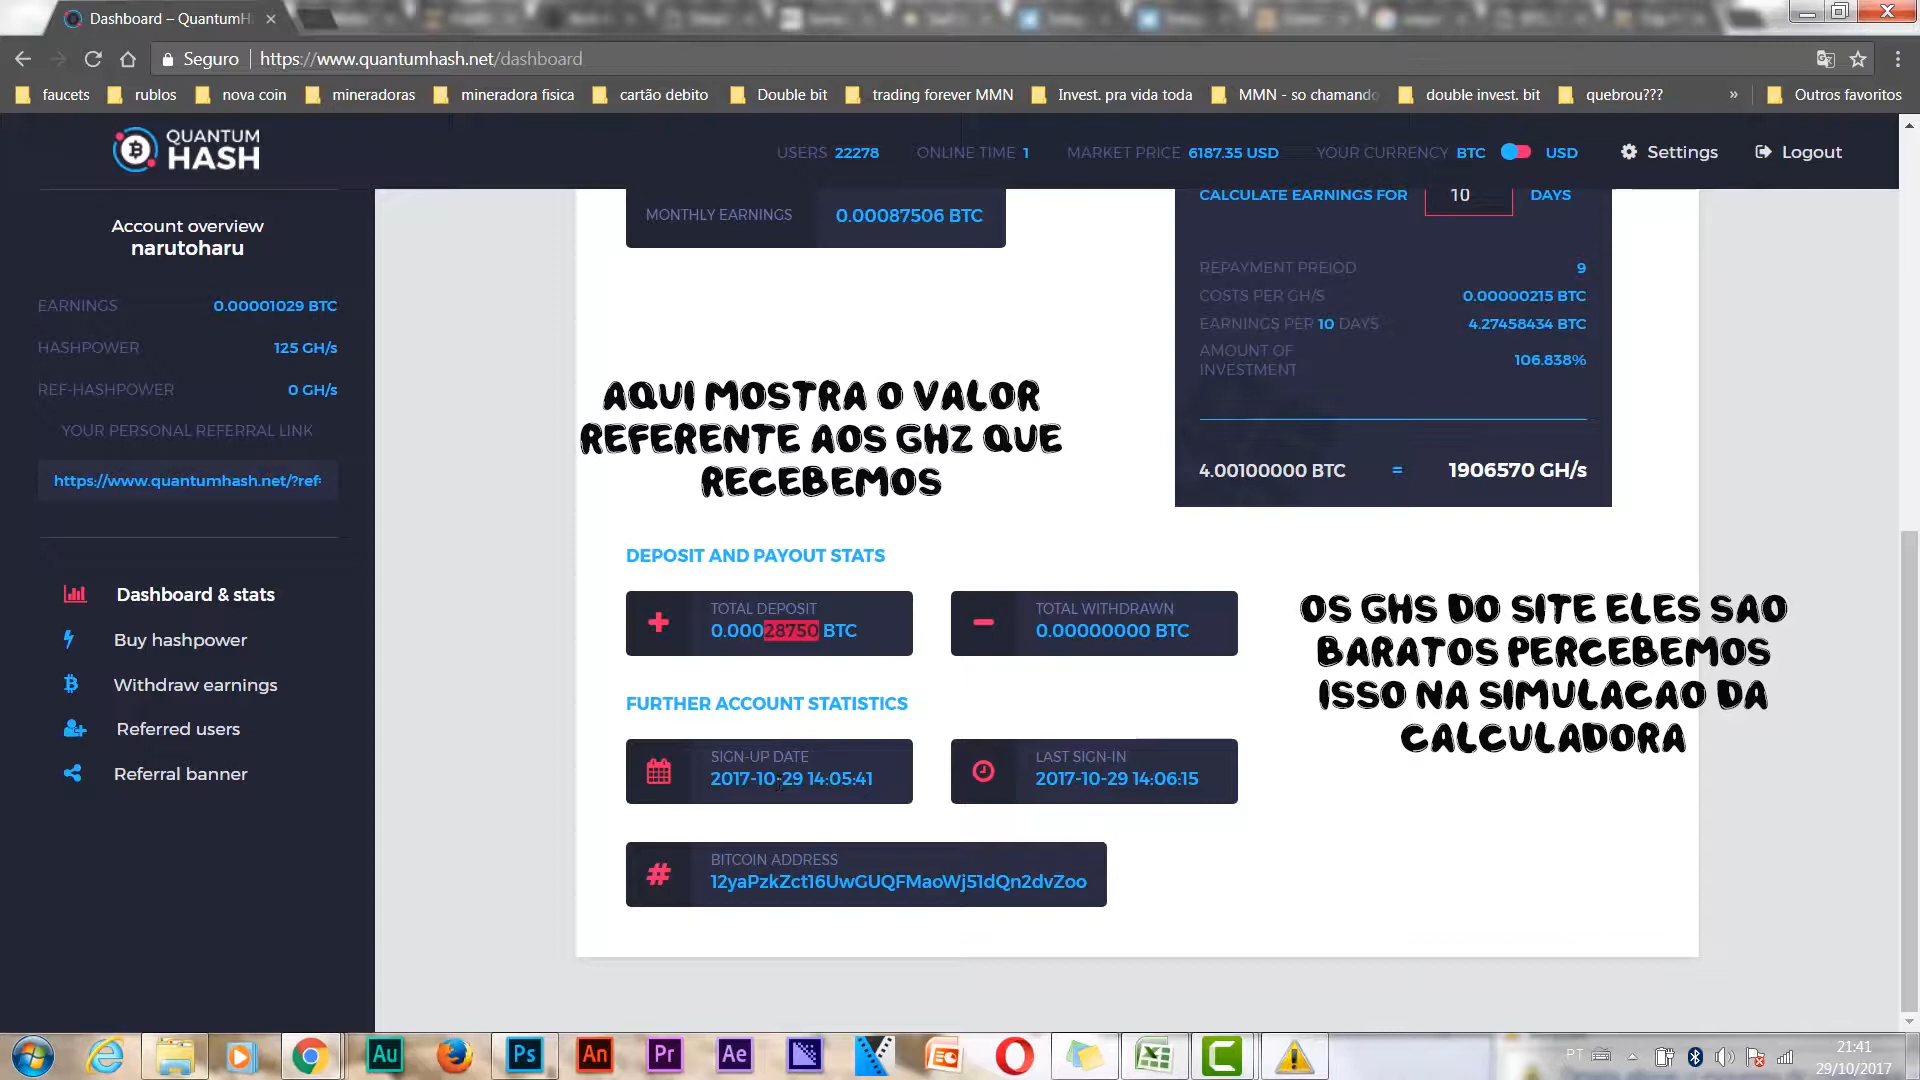 Dashboard – QuantumH
Seguro
https://www.quantumhash.net/dashboard
faucets
rublos
nova coin
mineradoras
mineradora fisica
cartão debito
Double bit
trading forever MMN
Invest. pra vida toda
MMN - so chamando
double invest. bit
quebrou???
»
Outros favoritos
QUANTUM
HASH
USERS 22278
ONLINE TIME 1
MARKET PRICE 6187.35 USD
YOUR CURRENCY BTC USD
Settings
Logout
Account overview
narutoharu
EARNINGS 0.00001029 BTC
HASHPOWER 125 GH/s
REF-HASHPOWER 0 GH/s
YOUR PERSONAL REFERRAL LINK
https://www.quantumhash.net/?ref=
Dashboard & stats
Buy hashpower
Withdraw earnings
Referred users
Referral banner
MONTHLY EARNINGS 0.00087506 BTC
CALCULATE EARNINGS FOR 10 DAYS
REPAYMENT PREIOD 9
COSTS PER GH/S 0.00000215 BTC
EARNINGS PER 10 DAYS 4.27458434 BTC
AMOUNT OF
INVESTMENT 106.838%
4.00100000 BTC = 1906570 GH/s
AQUI MOSTRA O VALOR
REFERENTE AOS GHZ QUE
RECEBEMOS
DEPOSIT AND PAYOUT STATS
TOTAL DEPOSIT
0.00028750 BTC
TOTAL WITHDRAWN
0.00000000 BTC
OS GHS DO SITE ELES SAO
BARATOS PERCEBEMOS
ISSO NA SIMULACAO DA
CALCULADORA
FURTHER ACCOUNT STATISTICS
SIGN-UP DATE
2017-10-29 14:05:41
LAST SIGN-IN
2017-10-29 14:06:15
BITCOIN ADDRESS
12yaPzkZct16UwGUQFMaoWj51dQn2dvZoo
Au
Ps
An
Pr
Ae
PT
21:41
29/10/2017